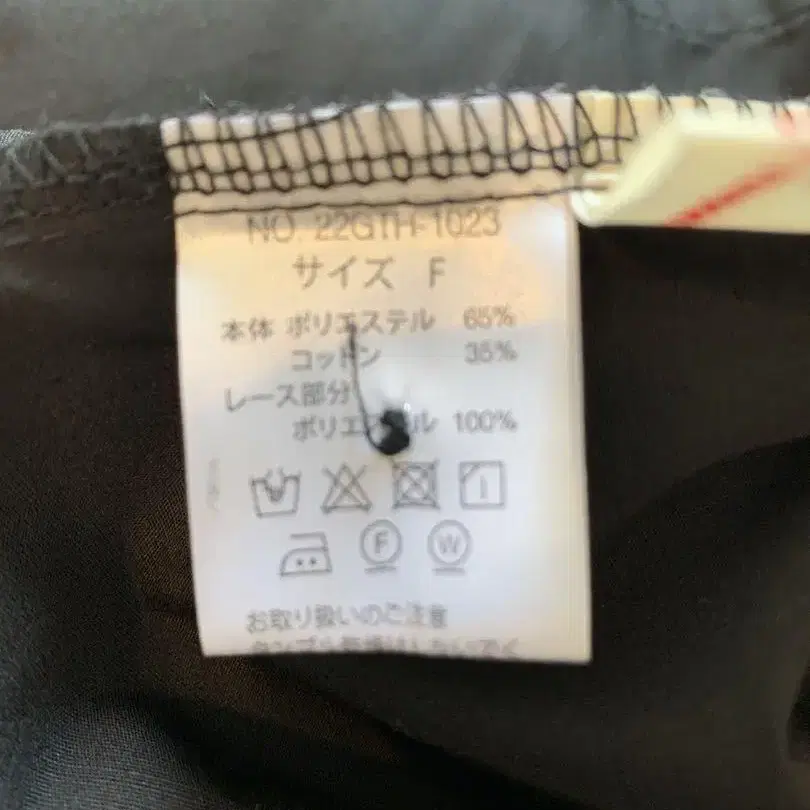 NO. 22GTH-1023
サイズ F
本体 ポリエステル 65%
コットン 35%
レース部分
ポリエステル 100%
F W
お取り扱いのご注意